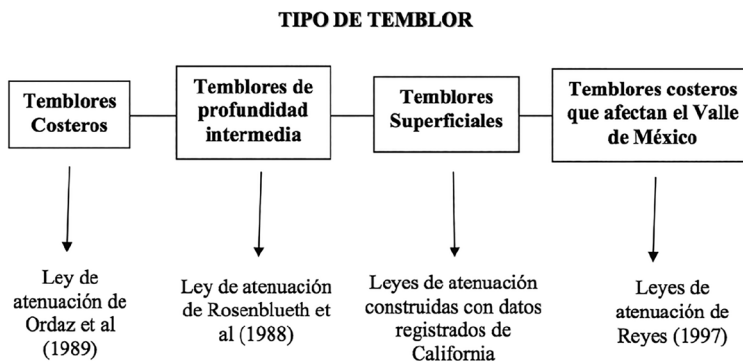 TIPO DE TEMBLOR
Temblores
Costeros
Temblores de
profundidad
intermedia
Temblores
Superficiales
Temblores costeros
que afectan el Valle
de México
Ley de
atenuación de
Ordaz et al
(1989)
Ley de atenuación
de Rosenblueth et
al (1988)
Leyes de atenuación
construidas con datos
registrados de
California
Leyes de
atenuación de
Reyes (1997)